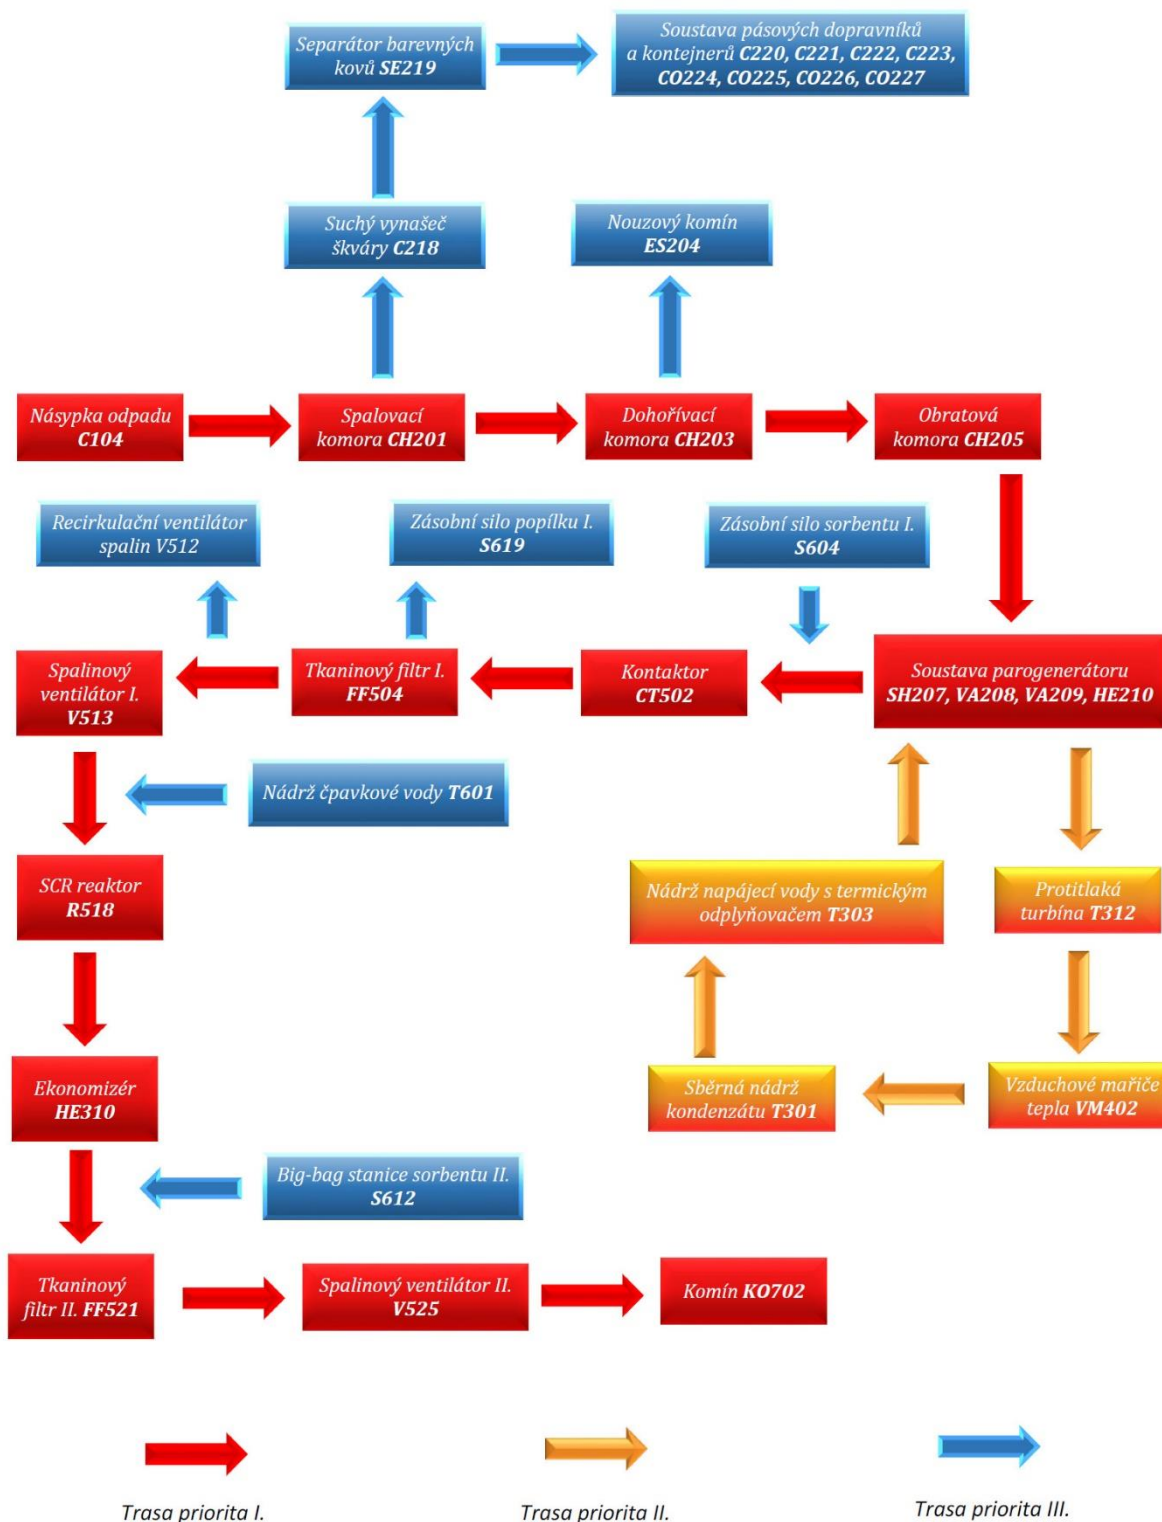 Separátor barevných
kovů SE219
Soustava pásových dopravníků
a kontejnerů C220, C221, C222, C223,
CO224, CO225, CO226, CO227
Suchý vynašeč
škváry C218
Nouzový komín
ES204
Násypka odpadu
C104
Spalovací
komora CH201
Dohořívací
komora CH203
Obratová
komora CH205
Recirkulační ventilátor
spalin V512
Zásobní silo popílku I.
S619
Zásobní silo sorbentu I.
S604
Spalinový
ventilátor I.
V513
Tkaninový filtr I.
FF504
Kontaktor
CT502
Soustava parogenerátoru
SH207, VA208, VA209, HE210
Nádrž čpavkové vody T601
SCR reaktor
R518
Nádrž napájecí vody s termickým
odplyňovačem T303
Protitlaká
turbína T312
Ekonomizér
HE310
Sběrná nádrž
kondenzátu T301
Vzduchové mařiče
tepla VM402
Big-bag stanice sorbentu II.
S612
Tkaninový
filtr II. FF521
Spalinový ventilátor II.
V525
Komín KO702
Trasa priorita I.
Trasa priorita II.
Trasa priorita III.